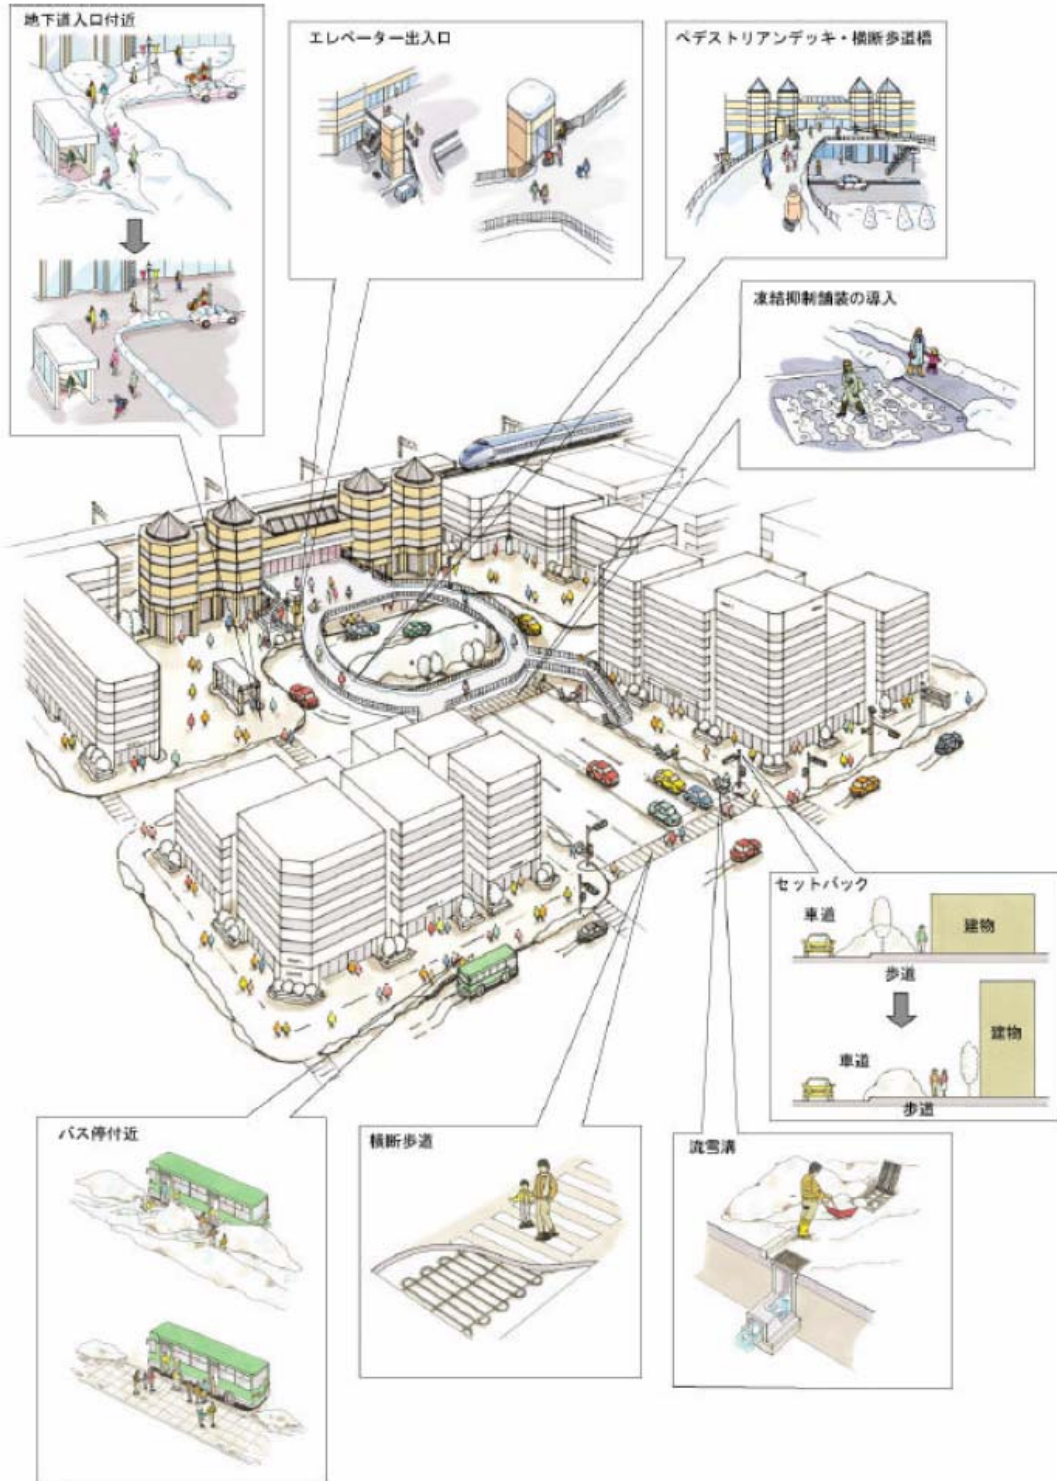 地下道入口付近
エレベーター出入口
ペデストリアンデッキ・横断歩道橋
凍結抑制舗装の導入
セットバック
車道
建物
歩道
車道
建物
歩道
バス停付近
横断歩道
流雪溝